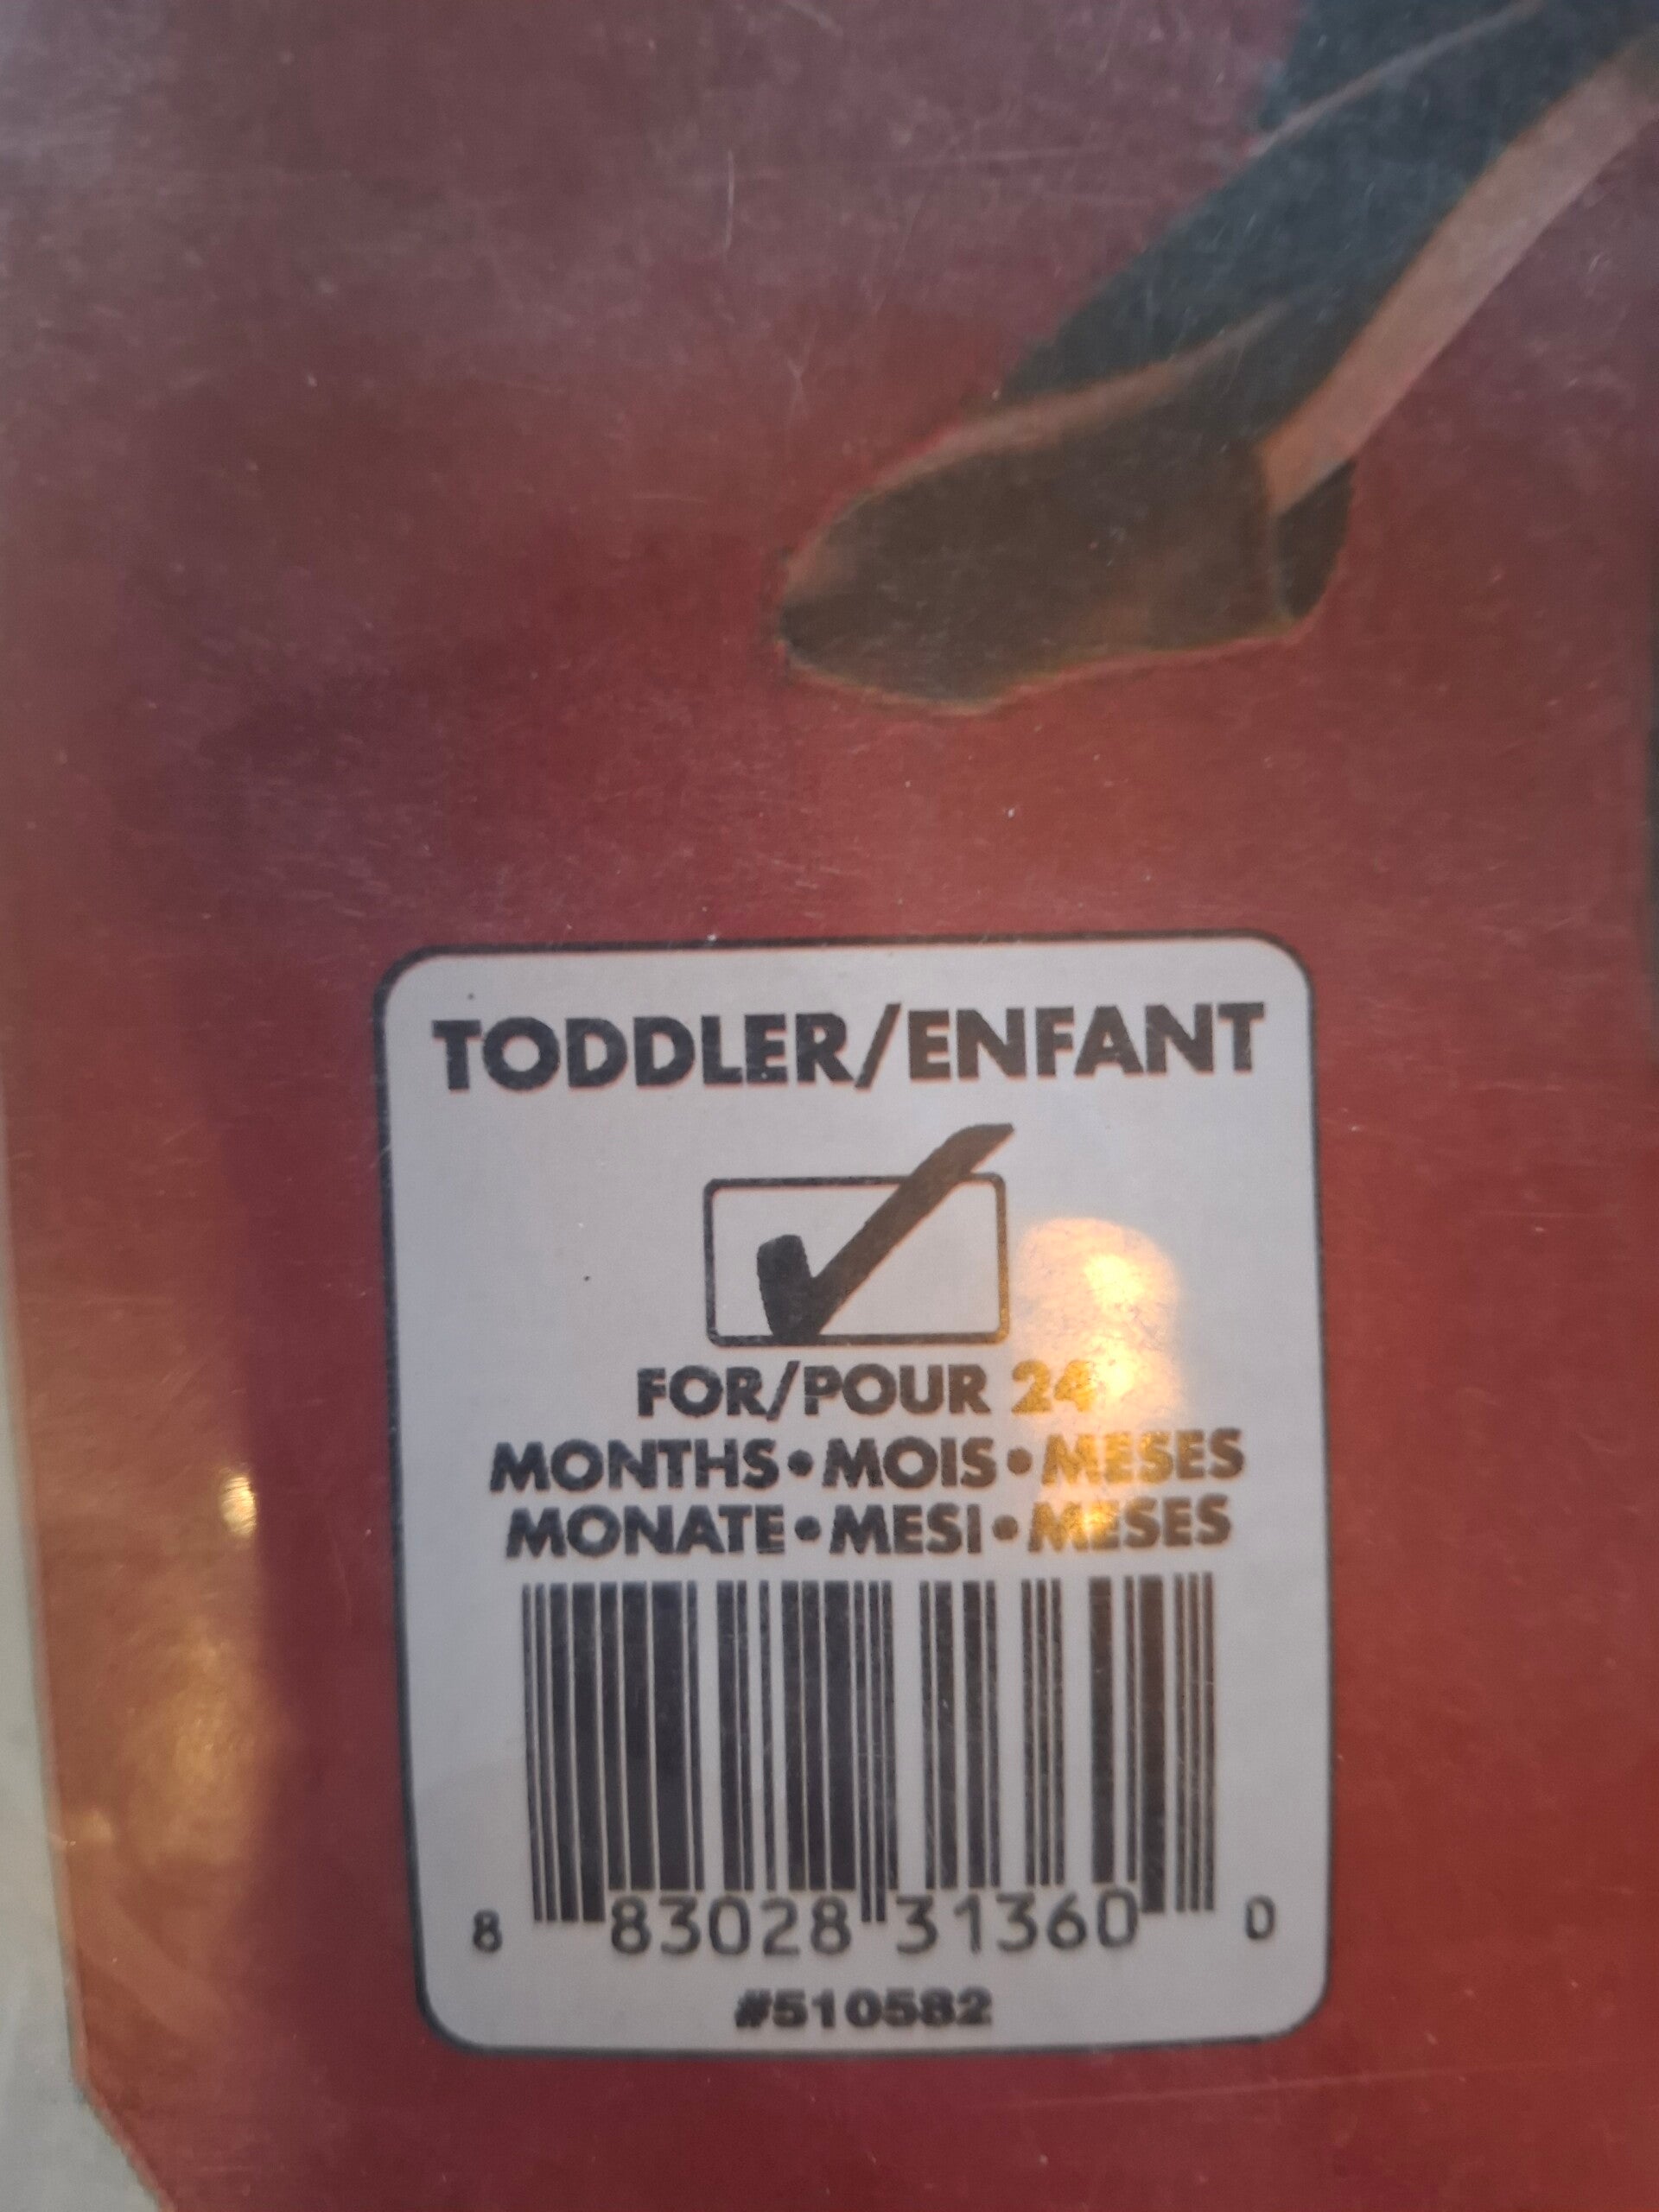 TODDLER/ENFANT
FOR/POUR 24
MONTHS•MOIS•MESES
MONATE•MESI•MESES
8 83028 31360 0
#510582